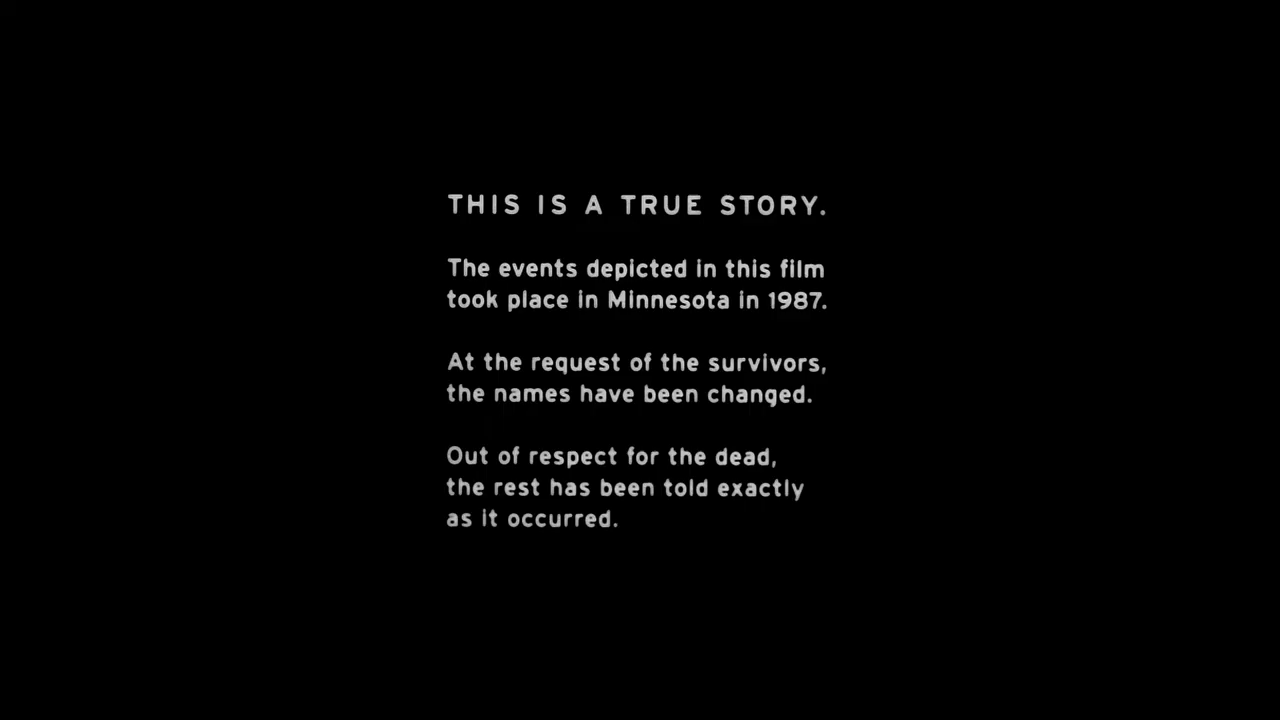 THIS IS A TRUE STORY.
The events depicted in this film
took place in Minnesota in 1987.
At the request of the survivors,
the names have been changed.
Out of respect for the dead,
the rest has been told exactly
as it occurred.